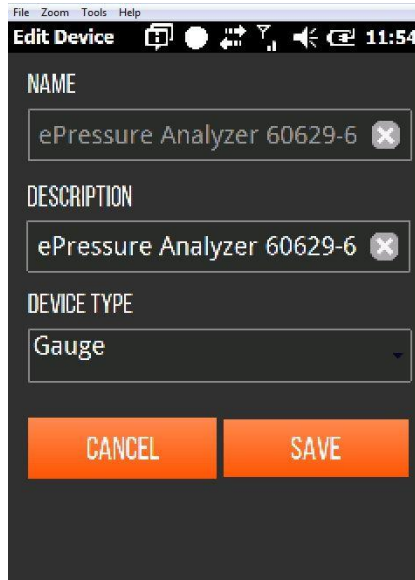 File Zoom Tools Help
Edit Device 11:54
NAME
ePressure Analyzer 60629-6
DESCRIPTION
ePressure Analyzer 60629-6
DEVICE TYPE
Gauge
CANCEL SAVE